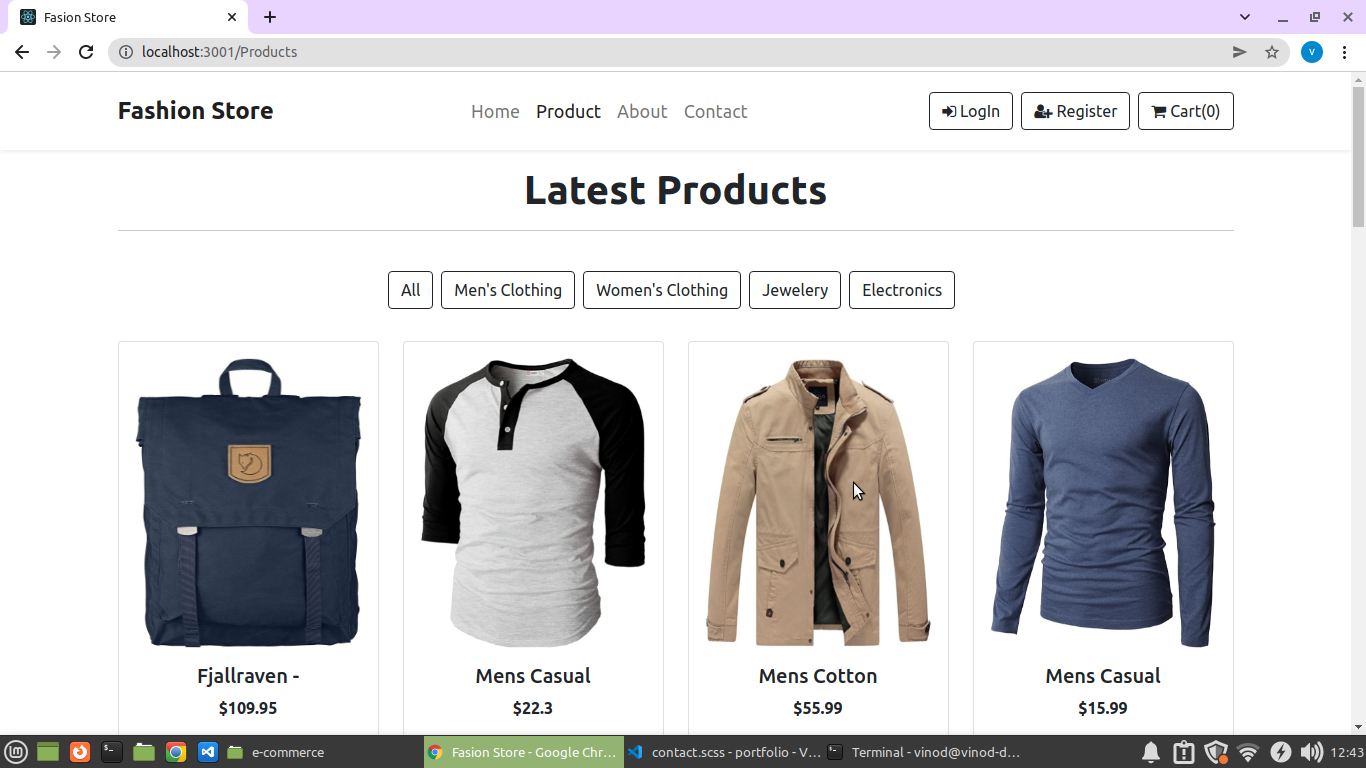 Fasion Store
localhost:3001/Products
V
Fashion Store
Home Product About Contact
LogIn Register Cart(0)
Latest Products
All Men's Clothing Women's Clothing Jewelery Electronics
Fjallraven - Mens Casual Mens Cotton Mens Casual
$109.95 $22.3 $55.99 $15.99
e-commerce Fasion Store - Google Chr... contact.scss - portfolio - V... Terminal - vinod@vinod-d... 12:43